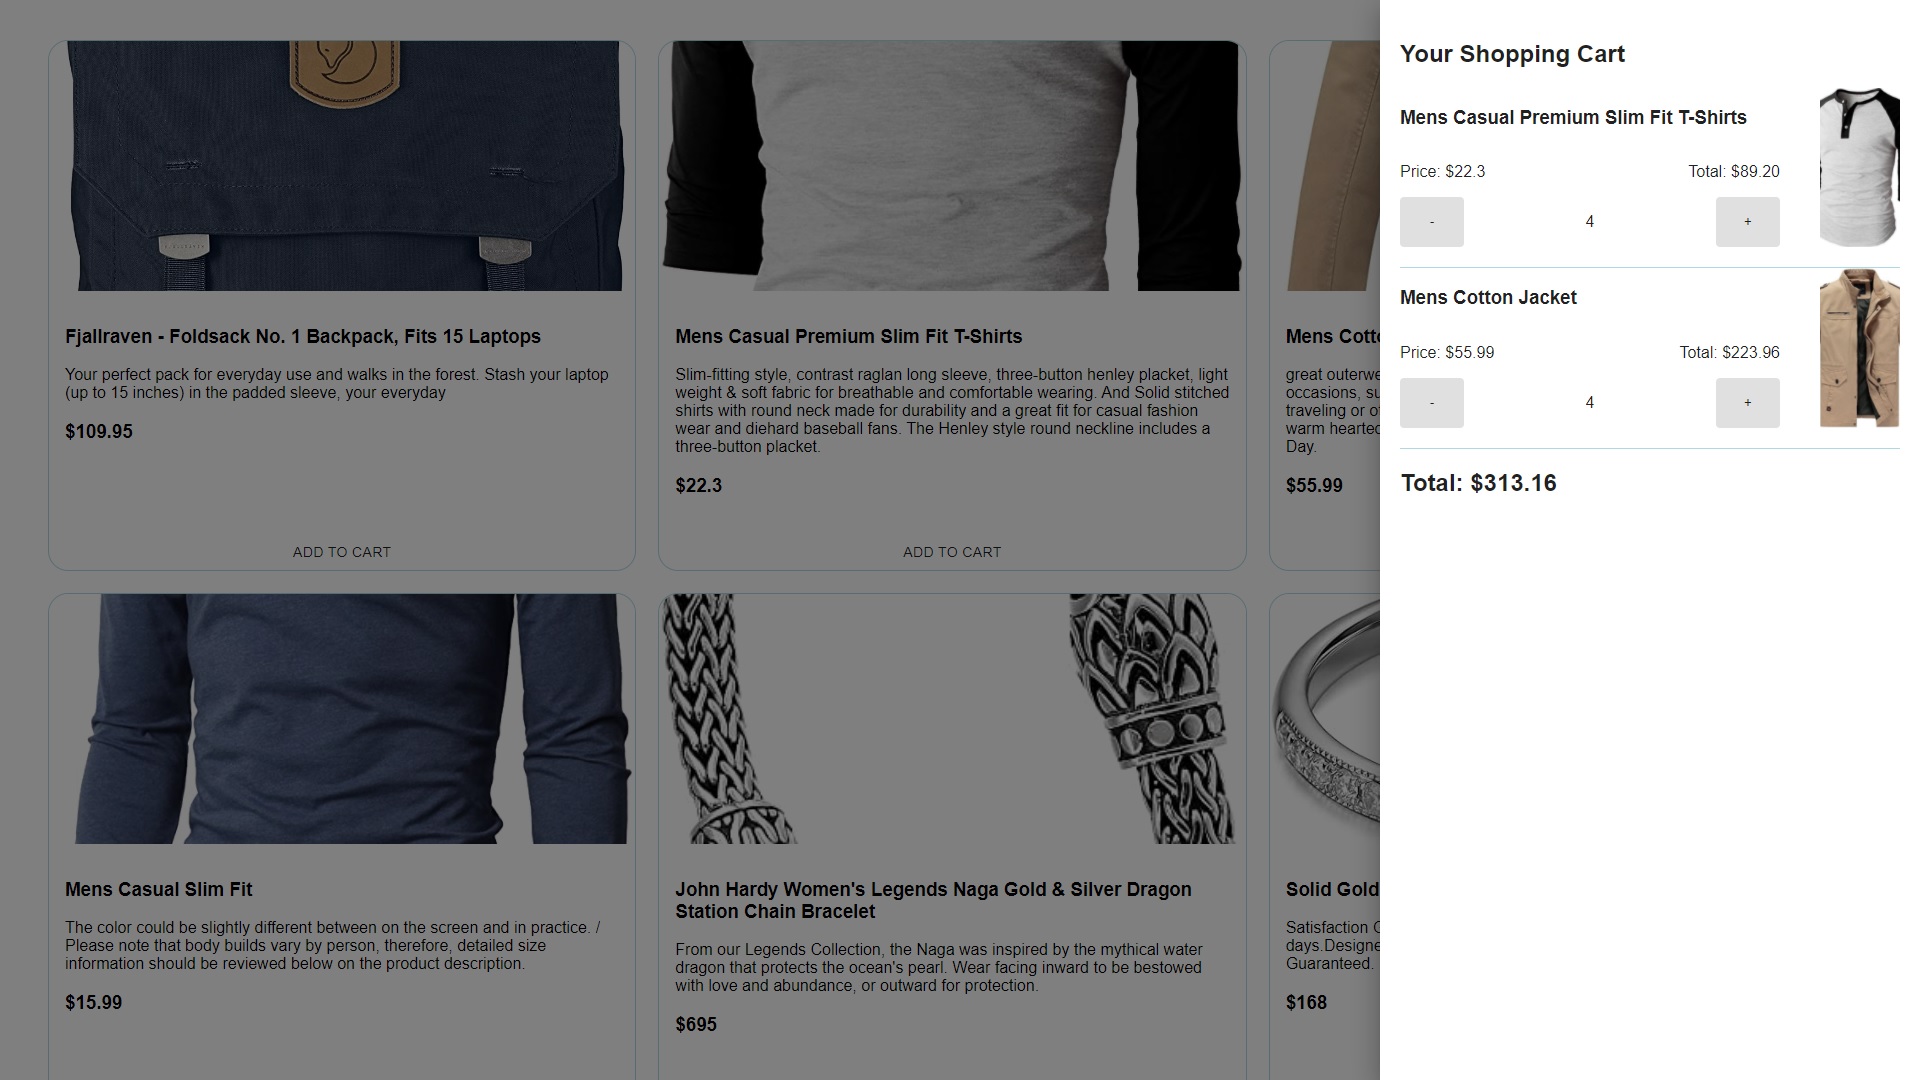 Fjallraven - Foldsack No. 1 Backpack, Fits 15 Laptops
Your perfect pack for everyday use and walks in the forest. Stash your laptop
(up to 15 inches) in the padded sleeve, your everyday
$109.95
ADD TO CART
Mens Casual Premium Slim Fit T-Shirts
Slim-fitting style, contrast raglan long sleeve, three-button henley placket, light
weight & soft fabric for breathable and comfortable wearing. And Solid stitched
shirts with round neck made for durability and a great fit for casual fashion
wear and diehard baseball fans. The Henley style round neckline includes a
three-button placket.
$22.3
ADD TO CART
Mens
great outerwe
occasions, su
traveling or
warm hearted
Day.
$55.99
Mens Casual Slim Fit
The color could be slightly different between on the screen and in practice. /
Please note that body builds vary by person, therefore, detailed size
information should be reviewed below on the product description.
$15.99
John Hardy Women's Legends Naga Gold & Silver Dragon
Station Chain Bracelet
From our Legends Collection, the Naga was inspired by the mythical water
dragon that protects the ocean's pearl. Wear facing inward to be bestowed
with love and abundance, or outward for protection.
$695
Solid Gold
Satisfaction
days.Designe
Guaranteed.
$168
Your Shopping Cart
Mens Casual Premium Slim Fit T-Shirts
Price: $22.3 Total: $89.20
- 4 +
Mens Cotton Jacket
Price: $55.99 Total: $223.96
- 4 +
Total: $313.16